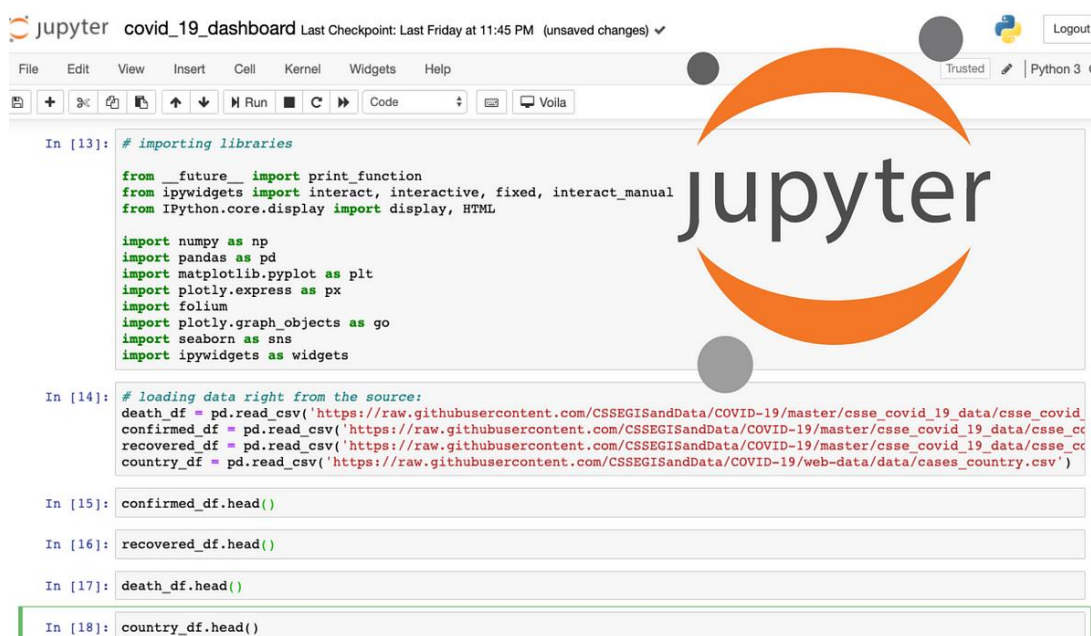 jupyter covid_19_dashboard Last Checkpoint: Last Friday at 11:45 PM (unsaved changes)
Logout
File Edit View Insert Cell Kernel Widgets Help
Trusted Python 3
Run Code Voila
jupyter
In [13]: # importing libraries
from __future__ import print_function
from ipywidgets import interact, interactive, fixed, interact_manual
from IPython.core.display import display, HTML
import numpy as np
import pandas as pd
import matplotlib.pyplot as plt
import plotly.express as px
import folium
import plotly.graph_objects as go
import seaborn as sns
import ipywidgets as widgets
In [14]: # loading data right from the source:
death_df = pd.read_csv('https://raw.githubusercontent.com/CSSEGISandData/COVID-19/master/csse_covid_19_data/csse_covid_
confirmed_df = pd.read_csv('https://raw.githubusercontent.com/CSSEGISandData/COVID-19/master/csse_covid_19_data/csse_co
recovered_df = pd.read_csv('https://raw.githubusercontent.com/CSSEGISandData/COVID-19/master/csse_covid_19_data/csse_co
country_df = pd.read_csv('https://raw.githubusercontent.com/CSSEGISandData/COVID-19/web-data/data/cases_country.csv')
In [15]: confirmed_df.head()
In [16]: recovered_df.head()
In [17]: death_df.head()
In [18]: country_df.head()